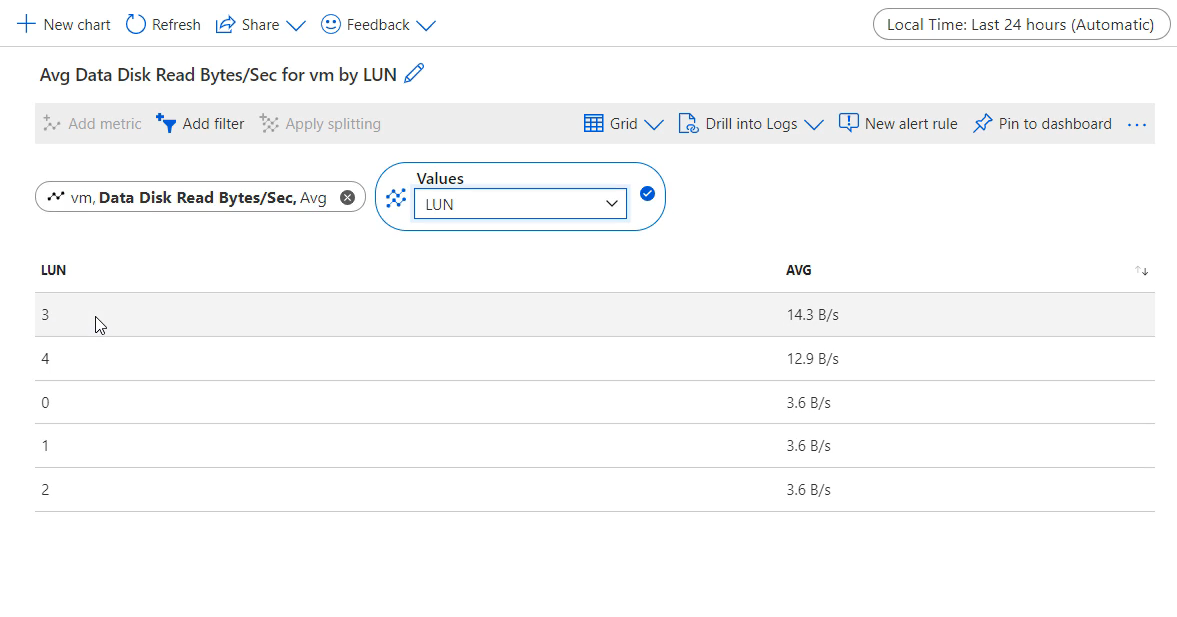 New chart Refresh Share Feedback Local Time: Last 24 hours (Automatic)
Avg Data Disk Read Bytes/Sec for vm by LUN
Add metric Add filter Apply splitting Grid Drill into Logs New alert rule Pin to dashboard ...
Values
vm, Data Disk Read Bytes/Sec, Avg LUN
LUN AVG
3 14.3 B/s
4 12.9 B/s
0 3.6 B/s
1 3.6 B/s
2 3.6 B/s